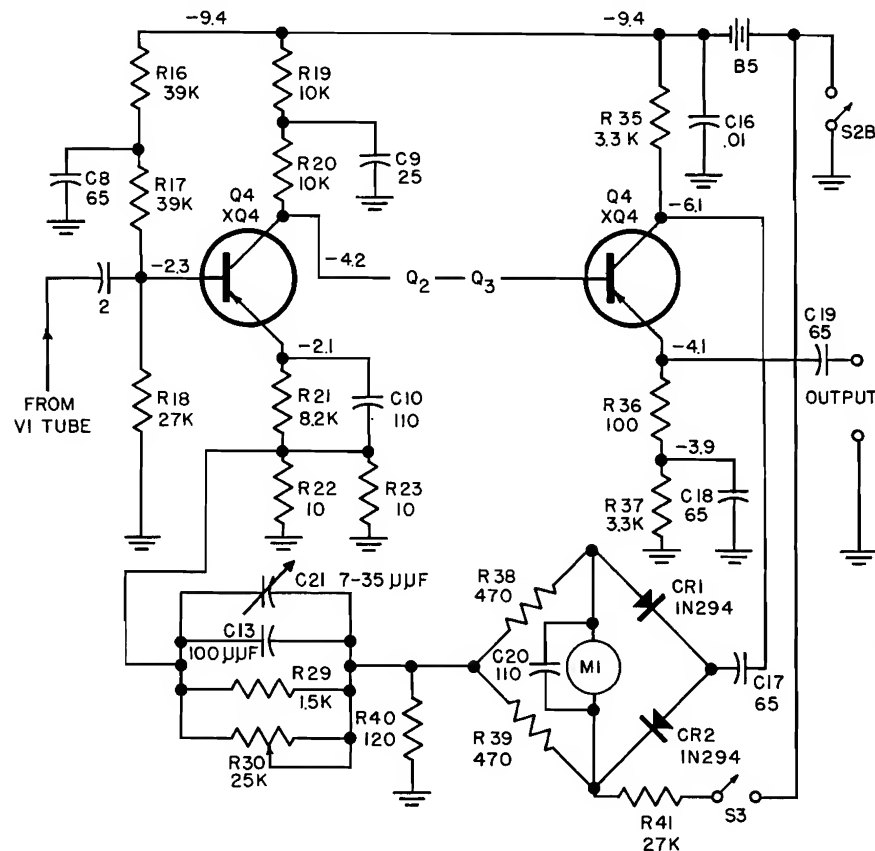 -9.4
-9.4
R16
39K
R19
10K
B5
R35
3.3 K
C16
.01
S2B
C8
65
R17
39K
R20
10K
C9
25
Q4
XQ4
Q4
XQ4
-6.1
-2.3
-4.2
Q2
Q3
2
C19
65
-2.1
-4.1
FROM
V1 TUBE
R18
27K
R21
8.2K
C10
110
R36
100
OUTPUT
-3.9
R22
10
R23
10
R37
3.3K
C18
65
C21 7-35 µµF
R38
470
CR1
1N294
C13
100 µµF
C20
110
M1
C17
65
R29
1.5K
R40
120
R39
470
CR2
1N294
R30
25K
R41
27K
S3